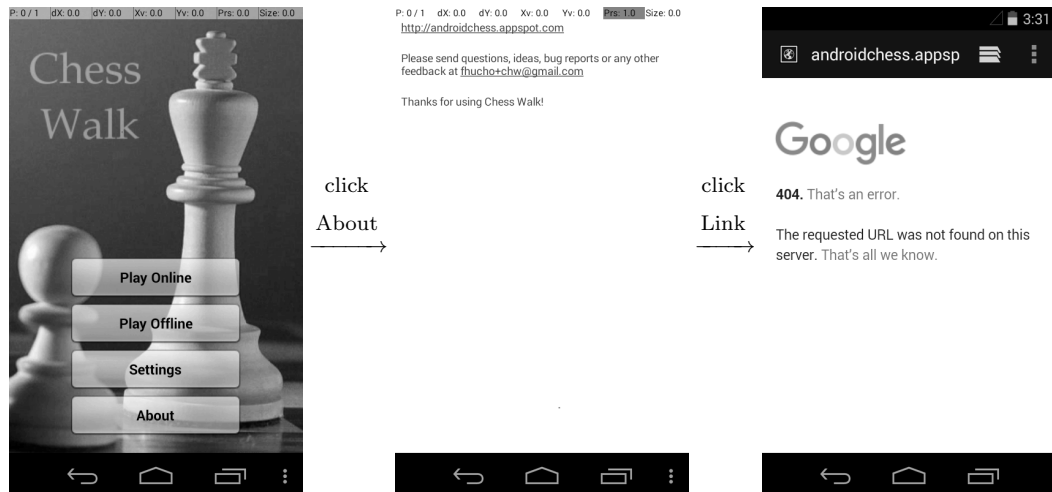 P: 0 / 1 dX: 0.0 dY: 0.0 Xv: 0.0 Yv: 0.0 Prs: 0.0 Size: 0.0
Chess
Walk
Play Online
Play Offline
Settings
About
click
About
P: 0 / 1 dX: 0.0 dY: 0.0 Xv: 0.0 Yv: 0.0 Prs: 1.0 Size: 0.0
http://androidchess.appspot.com
Please send questions, ideas, bug reports or any other
feedback at fhucho+chw@gmail.com
Thanks for using Chess Walk!
click
Link
3:31
androidchess.appsp
Google
404. That's an error.
The requested URL was not found on this
server. That's all we know.